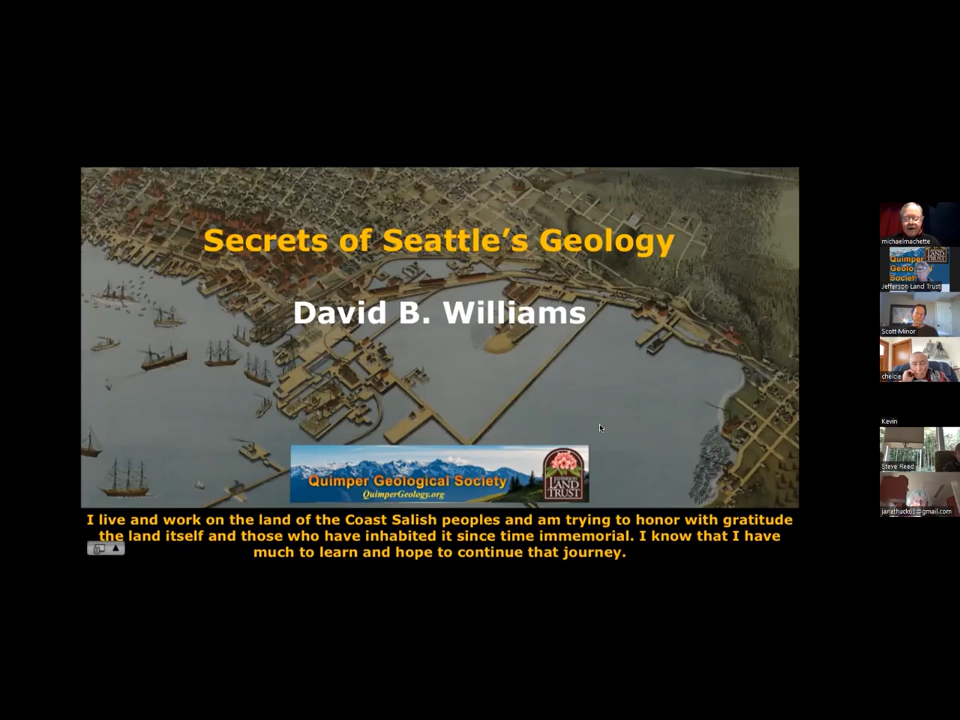 Secrets of Seattle's Geology
David B. Williams
Quimper Geological Society
QuimperGeology.org
LAND
TRUST
I live and work on the land of the Coast Salish peoples and am trying to honor with gratitude
the land itself and those who have inhabited it since time immemorial. I know that I have
much to learn and hope to continue that journey.
michaelmachette
Quimper
Jefferson Land Trust
Scott Minor
Kevin
Steve Reed